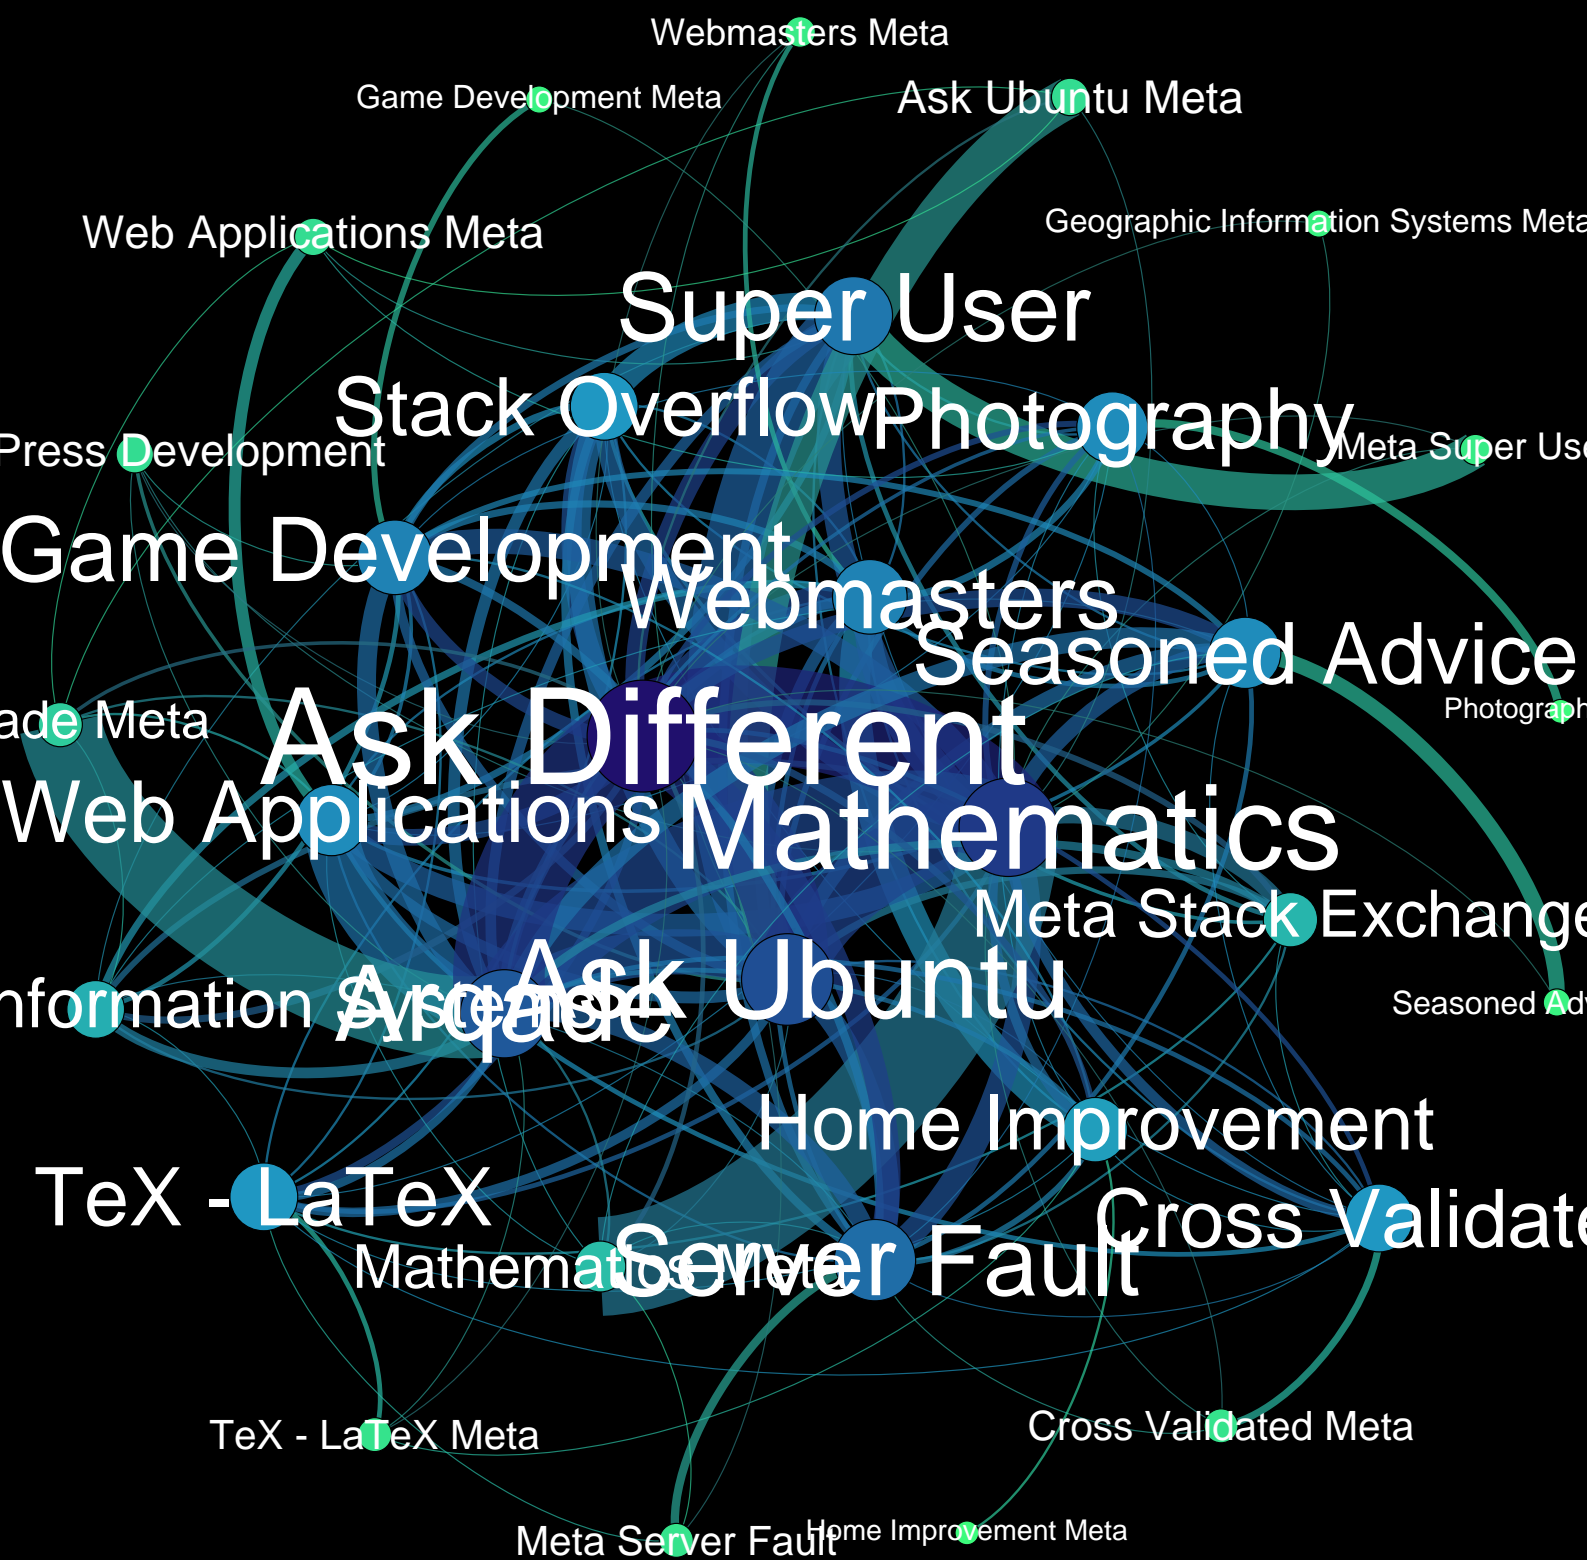 Webmasters Meta
Game Development Meta
Ask Ubuntu Meta
Web Applications Meta
Geographic Information Systems Meta
Super User
Stack Overflow
Photography
Press Development
Meta Super Use
Game Development
Webmasters
Seasoned Advice
ade Meta
Photograph
Ask Different
Web Applications
Mathematics
Meta Stack Exchange
Ask Ubuntu
nformation Systems
Arqade
Seasoned Adv
Home Improvement
TeX - LaTeX
Cross Validate
Mathematics Meta
Server Fault
TeX - LaTeX Meta
Cross Validated Meta
Meta Server Fault
Home Improvement Meta